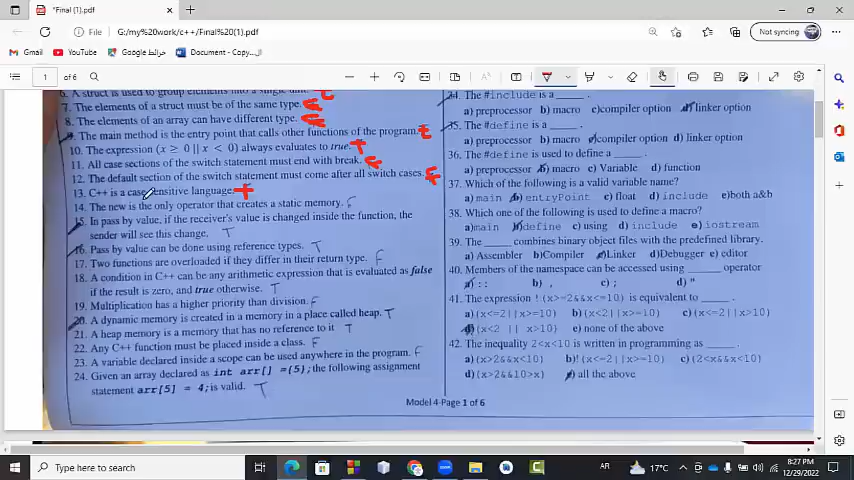 *Final (1).pdf
G:/my%20work/c++/Final%20(1).pdf
File
Not syncing
Gmail
YouTube
خرائط Google
Document - Copy...
1
of 6
6. A struct is used to group elements into a single unit. t
7. The elements of a struct must be of the same type.
8. The elements of an array can have different type.
9. The main method is the entry point that calls other functions of the program. t
10. The expression (x ≥ 0 || x < 0) always evaluates to true.
11. All case sections of the switch statement must end with break.
12. The default section of the switch statement must come after all switch cases.
13. C++ is a case sensitive language.
14. The new is the only operator that creates a static memory. F
15. In pass by value, if the receiver's value is changed inside the function, the
sender will see this change. T
16. Pass by value can be done using reference types. T
17. Two functions are overloaded if they differ in their return type. F
18. A condition in C++ can be any arithmetic expression that is evaluated as false
if the result is zero, and true otherwise. T
19. Multiplication has a higher priority than division. F
20. A dynamic memory is created in a memory in a place called heap. T
21. A heap memory is a memory that has no reference to it T
22. Any C++ function must be placed inside a class. F
23. A variable declared inside a scope can be used anywhere in the program. F
24. Given an array declared as int arr[] ={5}; the following assignment
statement arr[5] = 4; is valid. T
34. The #include is a _____ .
a) preprocessor b) macro c)compiler option d) linker option
35. The #define is a _____ .
a) preprocessor b) macro c)compiler option d) linker option
36. The #define is used to define a _____ .
a) preprocessor b) macro c) Variable d) function
37. Which of the following is a valid variable name?
a) main b) entryPoint c) float d) include e)both a&b
38. Which one of the following is used to define a macro?
a)main b)define c) using d) include e) iostream
39. The _____ combines binary object files with the predefined library.
a) Assembler b)Compiler c)Linker d)Debugger e) editor
40. Members of the namespace can be accessed using ______ operator
a) :: b) , c) ; d) "
41. The expression !(x>=2&&x<=10) is equivalent to _____ .
a)(x<=2||x>=10) b)(x<2||x>=10) c)(x<=2||x>10)
d)(x<2 || x>10) e) none of the above
42. The inequality 2<x<10 is written in programming as _____ .
a)(x>2&&x<10) b)!(x<=2||x>=10) c)(2<x&&x<10)
d)(x>2&&10>x) e) all the above
Model 4-Page 1 of 6
Type here to search
AR
17°C
8:27 PM
12/29/2022